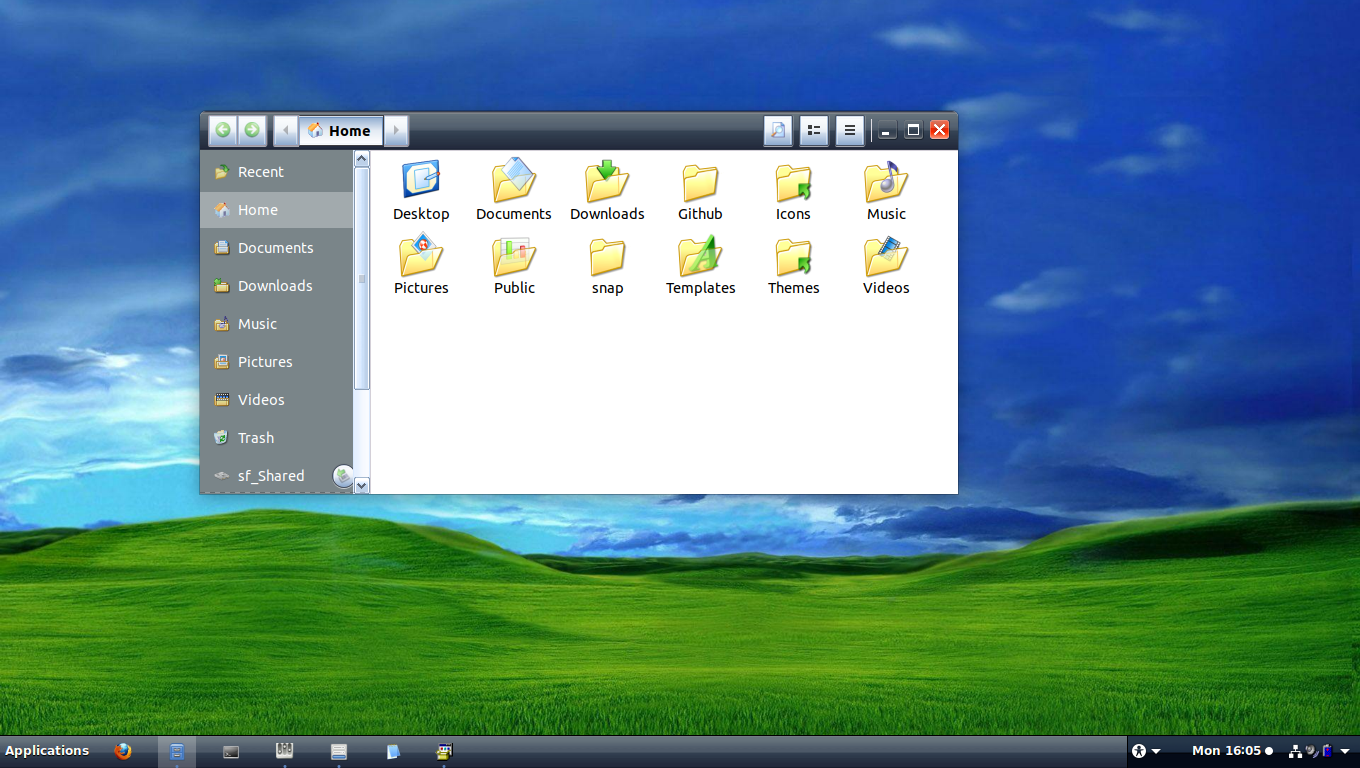 Home
Recent
Home
Documents
Downloads
Music
Pictures
Videos
Trash
sf_Shared
Desktop Documents Downloads Github Icons Music
Pictures Public snap Templates Themes Videos
Applications Mon 16:05